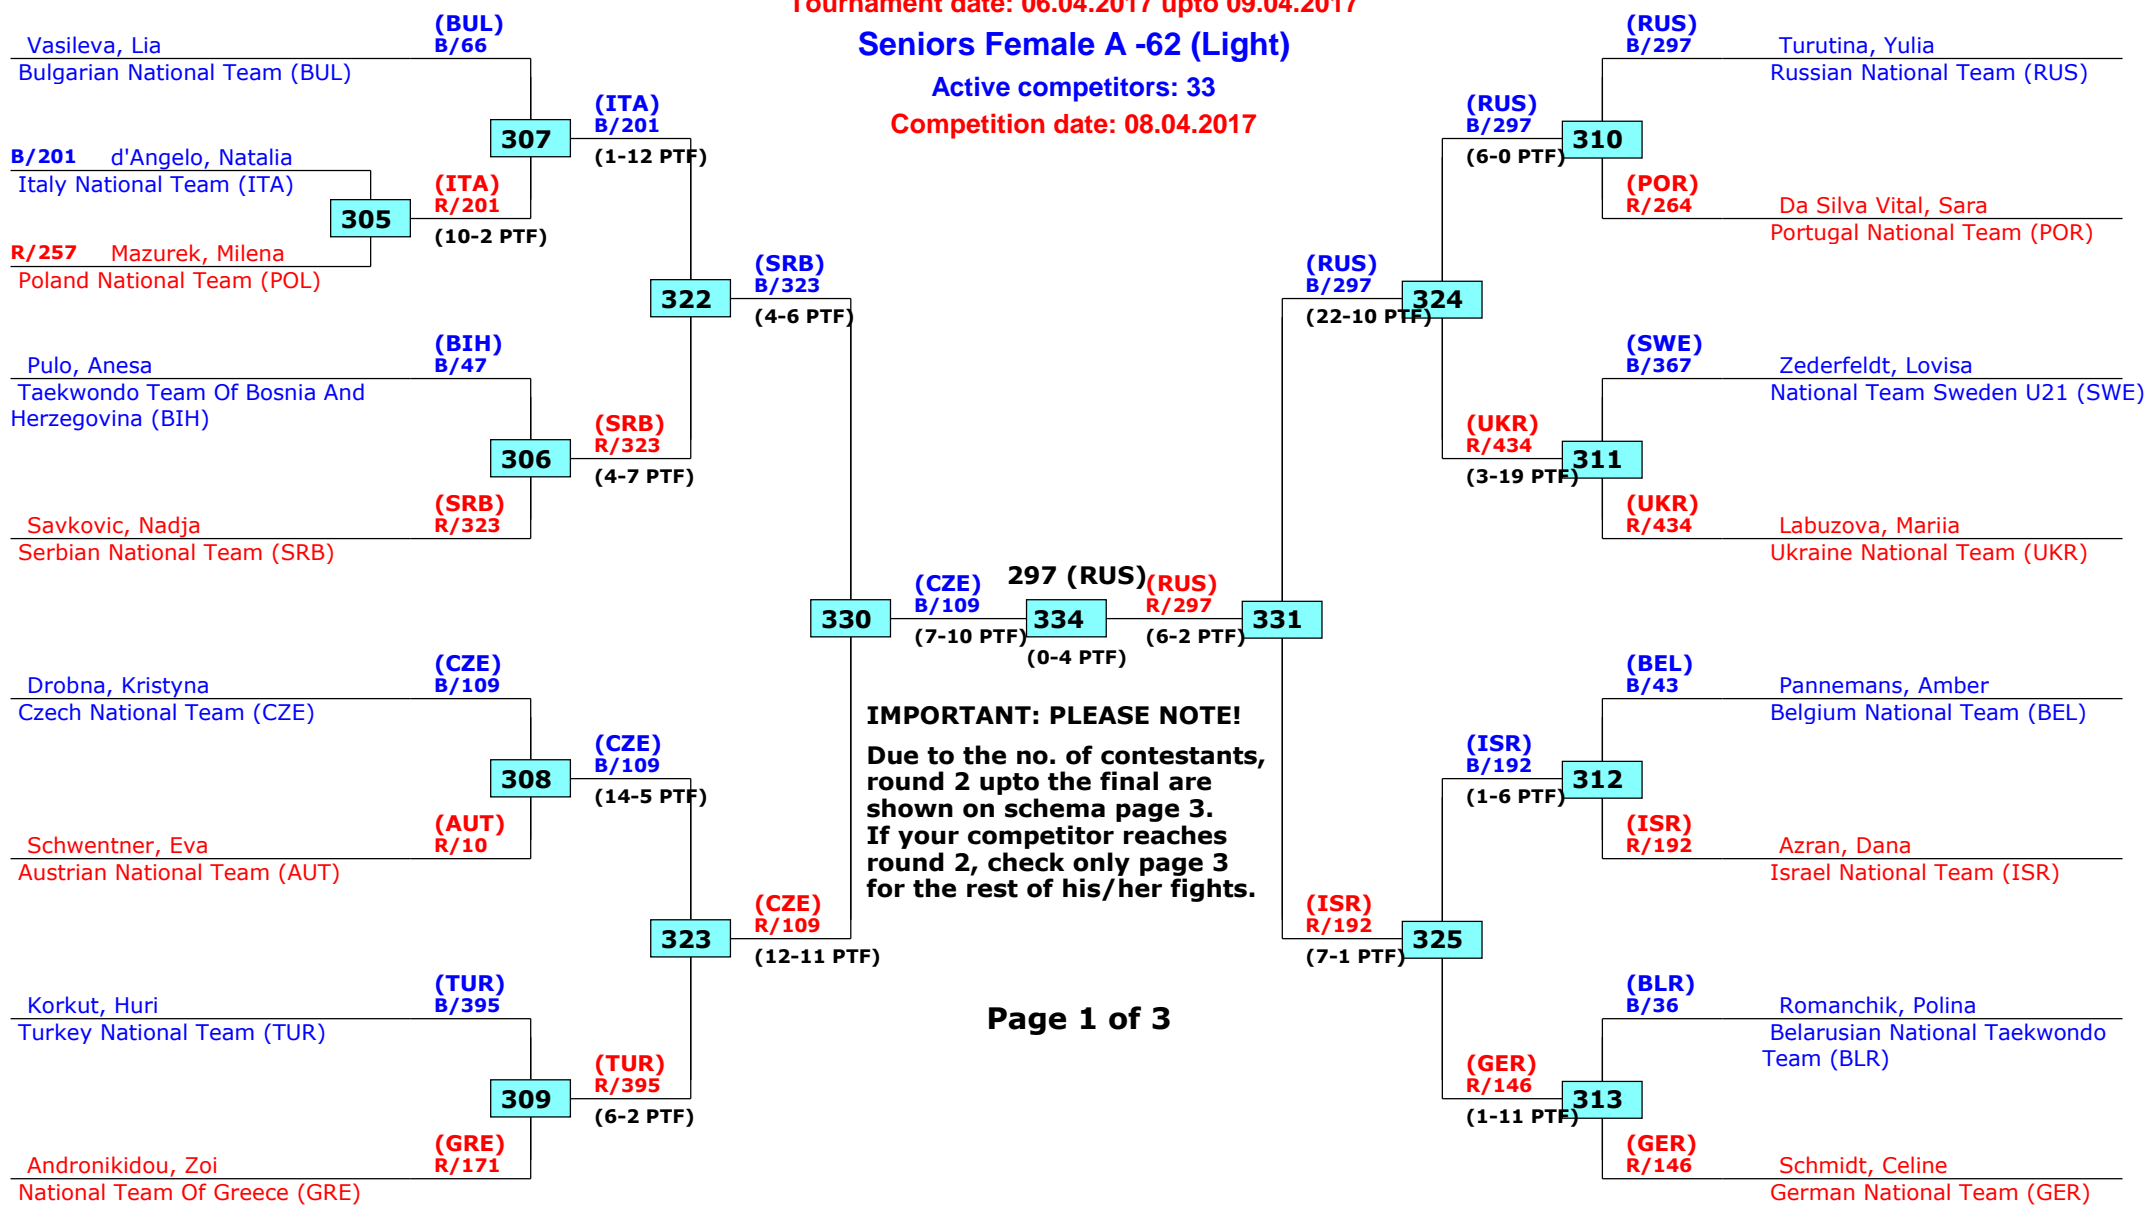 Tournament date: 06.04.2017 upto 09.04.2017
Seniors Female A -62 (Light)
Active competitors: 33
Competition date: 08.04.2017
(BUL)
Vasileva, Lia B/66
Bulgarian National Team (BUL)
307
(ITA)
B/201
(1-12 PTF)
B/201 d'Angelo, Natalia
Italy National Team (ITA)
305
(ITA)
R/201
(10-2 PTF)
R/257 Mazurek, Milena
Poland National Team (POL)
322
(SRB)
B/323
(4-6 PTF)
(BIH)
Pulo, Anesa B/47
Taekwondo Team Of Bosnia And
Herzegovina (BIH)
306
(SRB)
R/323
(4-7 PTF)
(SRB)
Savkovic, Nadja R/323
Serbian National Team (SRB)
330
(CZE)
B/109
(7-10 PTF)
297 (RUS)
334
(0-4 PTF)
(RUS)
R/297
(6-2 PTF)
331
(CZE)
Drobna, Kristyna B/109
Czech National Team (CZE)
308
(CZE)
B/109
(14-5 PTF)
(AUT)
Schwentner, Eva R/10
Austrian National Team (AUT)
323
(CZE)
R/109
(12-11 PTF)
(TUR)
Korkut, Huri B/395
Turkey National Team (TUR)
309
(TUR)
R/395
(6-2 PTF)
(GRE)
Andronikidou, Zoi R/171
National Team Of Greece (GRE)
IMPORTANT: PLEASE NOTE!
Due to the no. of contestants,
round 2 upto the final are
shown on schema page 3.
If your competitor reaches
round 2, check only page 3
for the rest of his/her fights.
Page 1 of 3
(RUS)
B/297 Turutina, Yulia
Russian National Team (RUS)
(RUS)
B/297
(6-0 PTF)
310
(POR)
R/264 Da Silva Vital, Sara
Portugal National Team (POR)
(RUS)
B/297
(22-10 PTF)
324
(SWE)
B/367 Zederfeldt, Lovisa
National Team Sweden U21 (SWE)
(UKR)
R/434
(3-19 PTF)
311
(UKR)
R/434 Labuzova, Mariia
Ukraine National Team (UKR)
(BEL)
B/43 Pannemans, Amber
Belgium National Team (BEL)
(ISR)
B/192
(1-6 PTF)
312
(ISR)
R/192 Azran, Dana
Israel National Team (ISR)
(ISR)
R/192
(7-1 PTF)
325
(BLR)
B/36 Romanchik, Polina
Belarusian National Taekwondo
Team (BLR)
(GER)
R/146
(1-11 PTF)
313
(GER)
R/146 Schmidt, Celine
German National Team (GER)